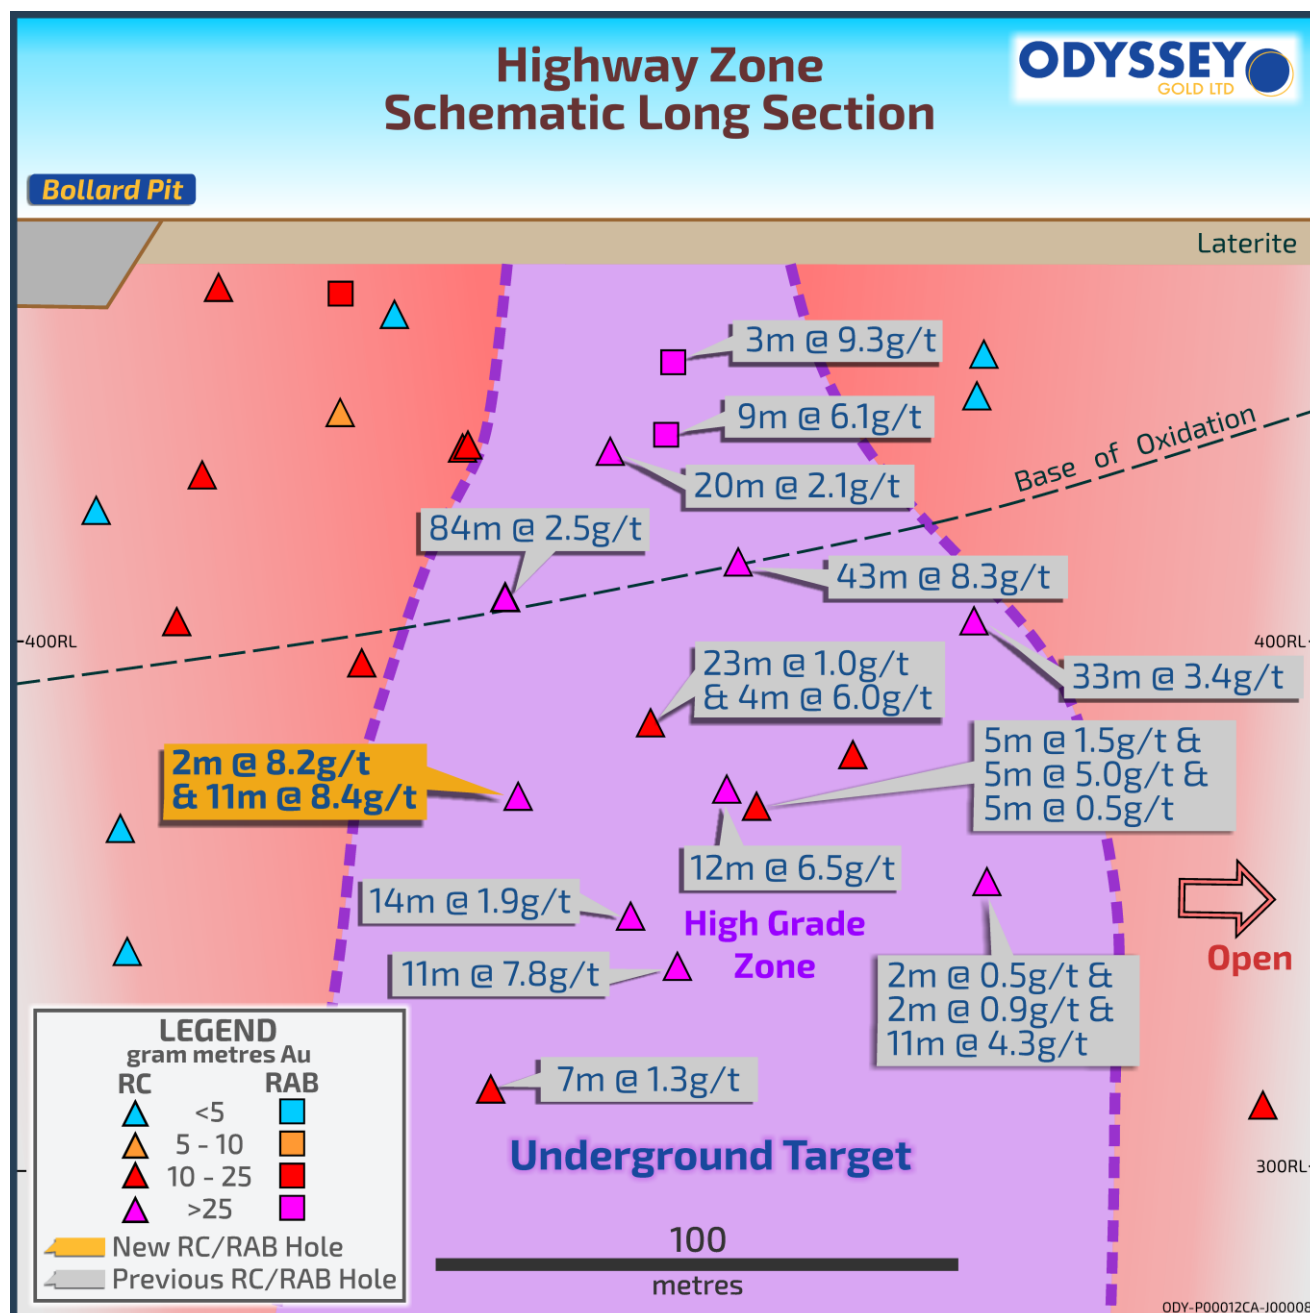 Highway Zone
Schematic Long Section
ODYSSEY
GOLD LTD
Bollard Pit
Laterite
3m @ 9.3g/t
9m @ 6.1g/t
20m @ 2.1g/t
Base of Oxidation
84m @ 2.5g/t
43m @ 8.3g/t
400RL
400RL
23m @ 1.0g/t
& 4m @ 6.0g/t
33m @ 3.4g/t
2m @ 8.2g/t
& 11m @ 8.4g/t
5m @ 1.5g/t &
5m @ 5.0g/t &
5m @ 0.5g/t
12m @ 6.5g/t
14m @ 1.9g/t
High Grade
Zone
11m @ 7.8g/t
Open
2m @ 0.5g/t &
2m @ 0.9g/t &
11m @ 4.3g/t
7m @ 1.3g/t
Underground Target
300RL
LEGEND
gram metres Au
RC RAB
<5
5 - 10
10 - 25
>25
New RC/RAB Hole
Previous RC/RAB Hole
100
metres
ODY-P00012CA-J00008